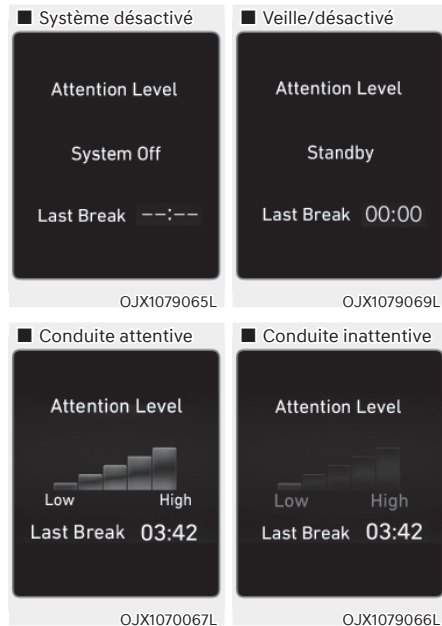 ■ Système désactivé
Attention Level
System Off
Last Break --:--
OJX1079065L
■ Veille/désactivé
Attention Level
Standby
Last Break 00:00
OJX1079069L
■ Conduite attentive
Attention Level
Low High
Last Break 03:42
OJX1070067L
■ Conduite inattentive
Attention Level
Low High
Last Break 03:42
OJX1079066L